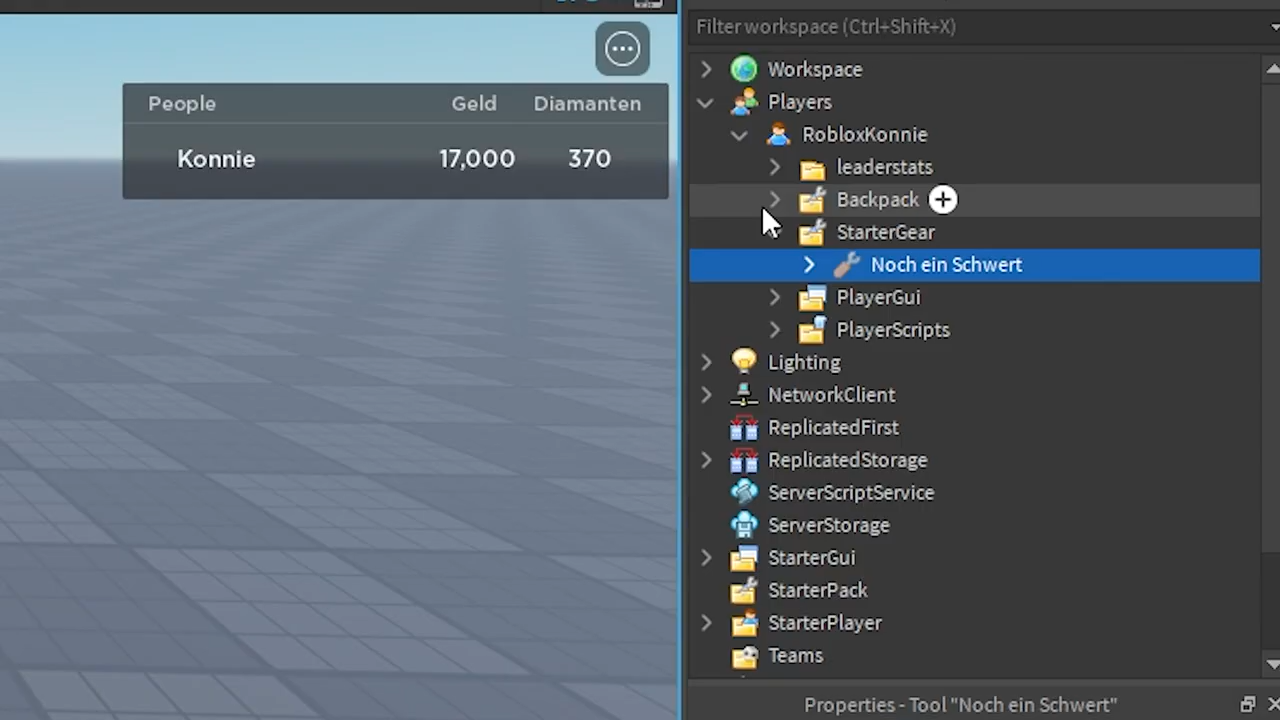 People Geld Diamanten
Konnie 17,000 370
Filter workspace (Ctrl+Shift+X)
Workspace
Players
RobloxKonnie
leaderstats
Backpack
StarterGear
Noch ein Schwert
PlayerGui
PlayerScripts
Lighting
NetworkClient
ReplicatedFirst
ReplicatedStorage
ServerScriptService
ServerStorage
StarterGui
StarterPack
StarterPlayer
Teams
Properties - Tool "Noch ein Schwert"